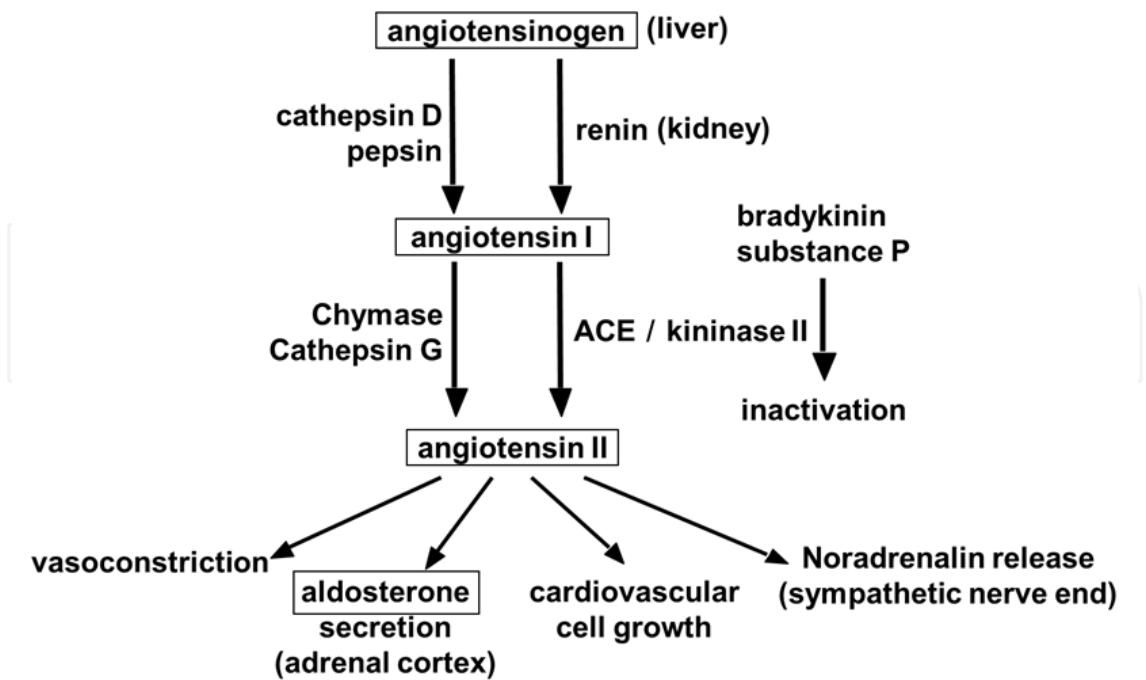 angiotensinogen (liver)
cathepsin D
pepsin
renin (kidney)
angiotensin I
bradykinin
substance P
Chymase
Cathepsin G
ACE / kininase II
inactivation
angiotensin II
vasoconstriction
aldosterone
secretion
(adrenal cortex)
cardiovascular
cell growth
Noradrenalin release
(sympathetic nerve end)